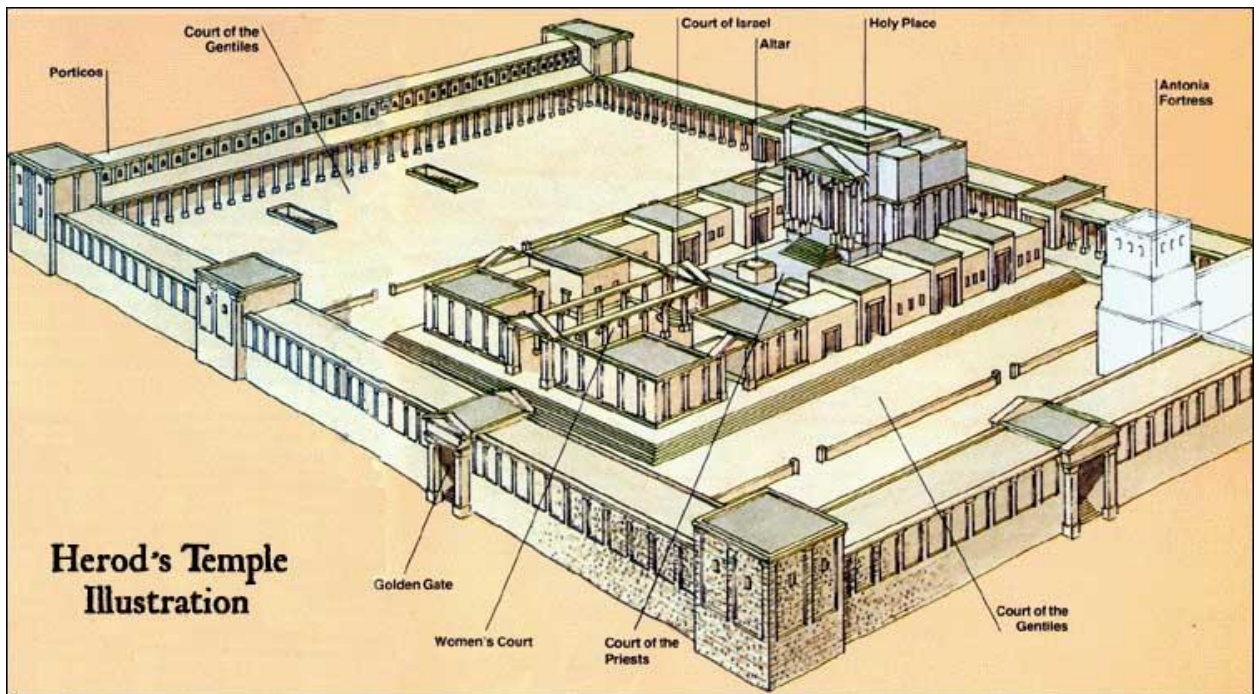 Court of the
Gentiles
Porticos
Court of Israel
Altar
Holy Place
Antonia
Fortress
Herod's Temple
Illustration
Golden Gate
Women's Court
Court of the
Priests
Court of the
Gentiles